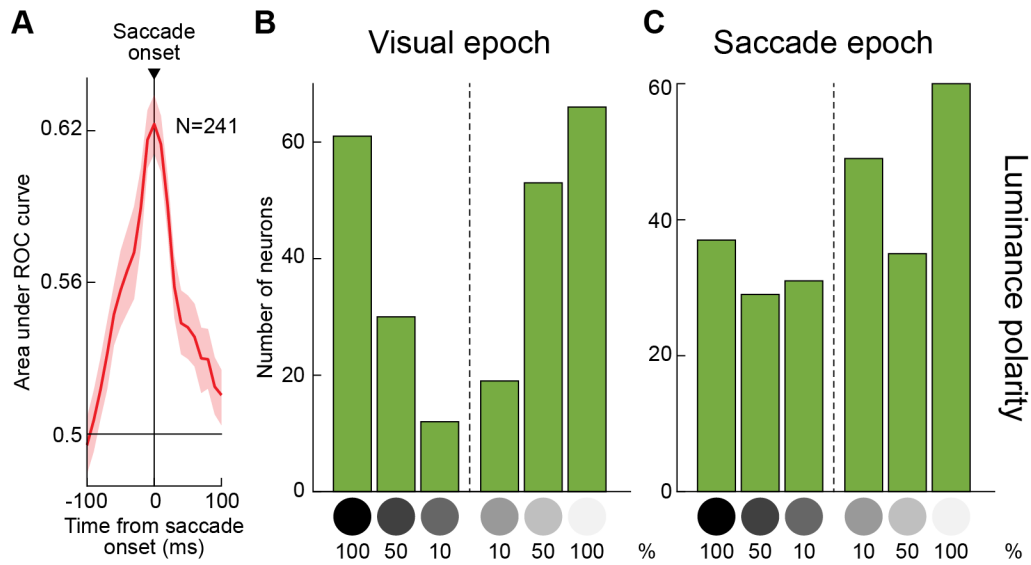 A
Saccade
onset
N=241
0.62
0.56
0.5
Area under ROC curve
-100 0 100
Time from saccade
onset (ms)
B
Visual epoch
Number of neurons
60
40
20
0
100 50 10 10 50 100 %
C
Saccade epoch
60
40
20
0
100 50 10 10 50 100 %
Luminance polarity